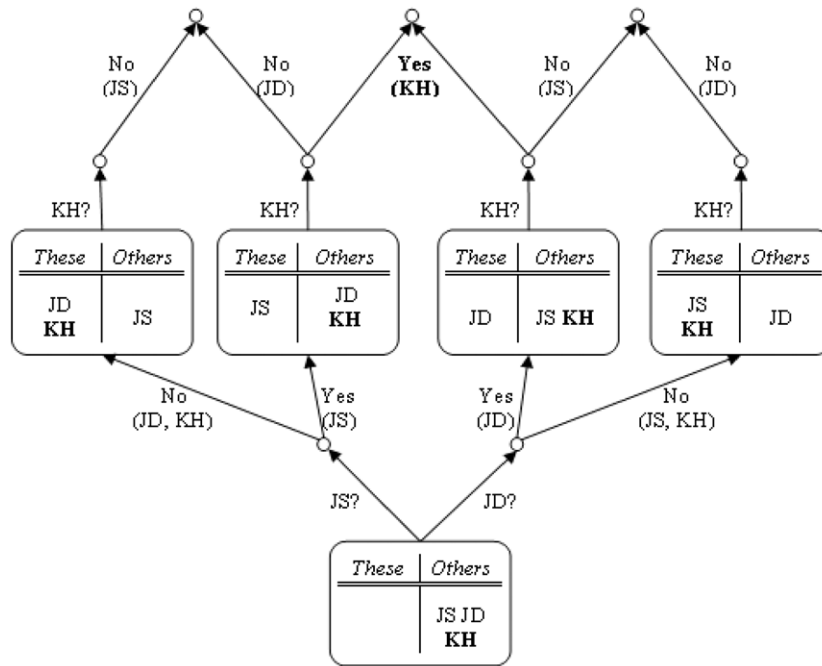 Yes
No No No No
(JS) (JD) (KH) (JS) (JD)
KH? KH? KH? KH?
These Others These Others These Others These Others
JD JD JS
JS JS JD JS KH JD
KH KH KH
No Yes Yes No
(JD, KH) (JS) (JD) (JS, KH)
JS? JD?
These Others
JS JD
KH